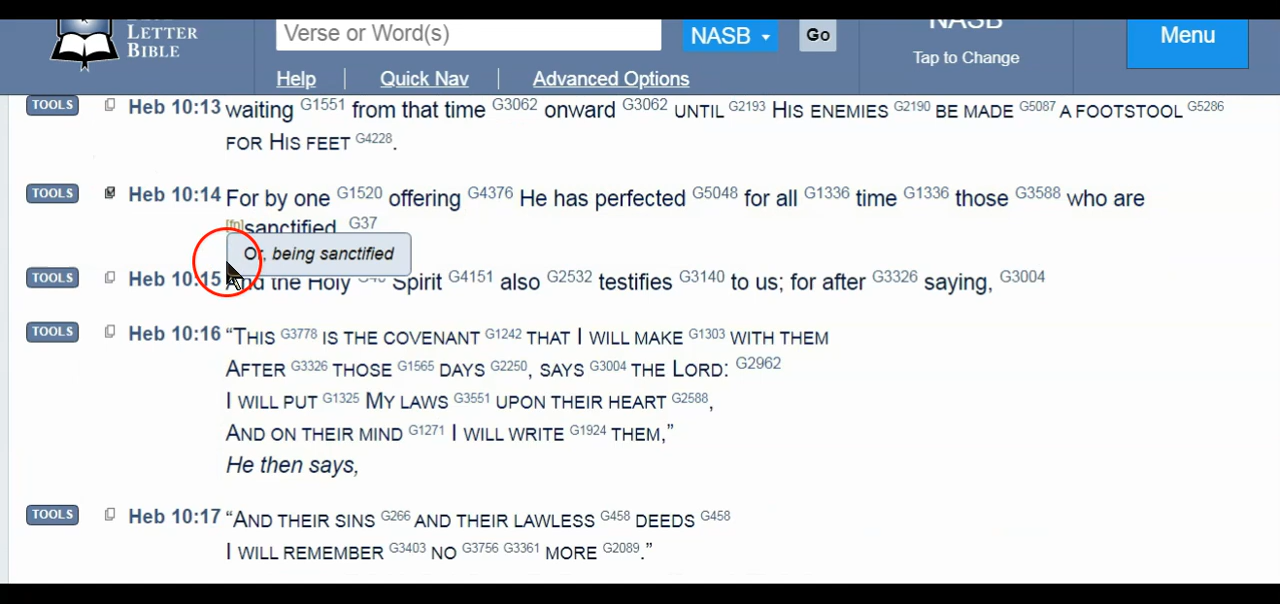 LETTER
BIBLE
Verse or Word(s)
NASB
Go
NASB
Tap to Change
Menu
Help | Quick Nav | Advanced Options
TOOLS Heb 10:13 waiting G1551 from that time G3062 onward G3062 UNTIL G2193 HIS ENEMIES G2190 BE MADE G5087 A FOOTSTOOL G5286
FOR HIS FEET G4228.
TOOLS Heb 10:14 For by one G1520 offering G4376 He has perfected G5048 for all G1336 time G1336 those G3588 who are
[fn]sanctified. G37
Or, being sanctified
TOOLS Heb 10:15 And the Holy Spirit G4151 also G2532 testifies G3140 to us; for after G3326 saying, G3004
TOOLS Heb 10:16 “THIS G3778 IS THE COVENANT G1242 THAT I WILL MAKE G1303 WITH THEM
AFTER G3326 THOSE G1565 DAYS G2250, SAYS G3004 THE LORD: G2962
I WILL PUT G1325 MY LAWS G3551 UPON THEIR HEART G2588,
AND ON THEIR MIND G1271 I WILL WRITE G1924 THEM,”
He then says,
TOOLS Heb 10:17 “AND THEIR SINS G266 AND THEIR LAWLESS G458 DEEDS G458
I WILL REMEMBER G3403 NO G3756 G3361 MORE G2089.”